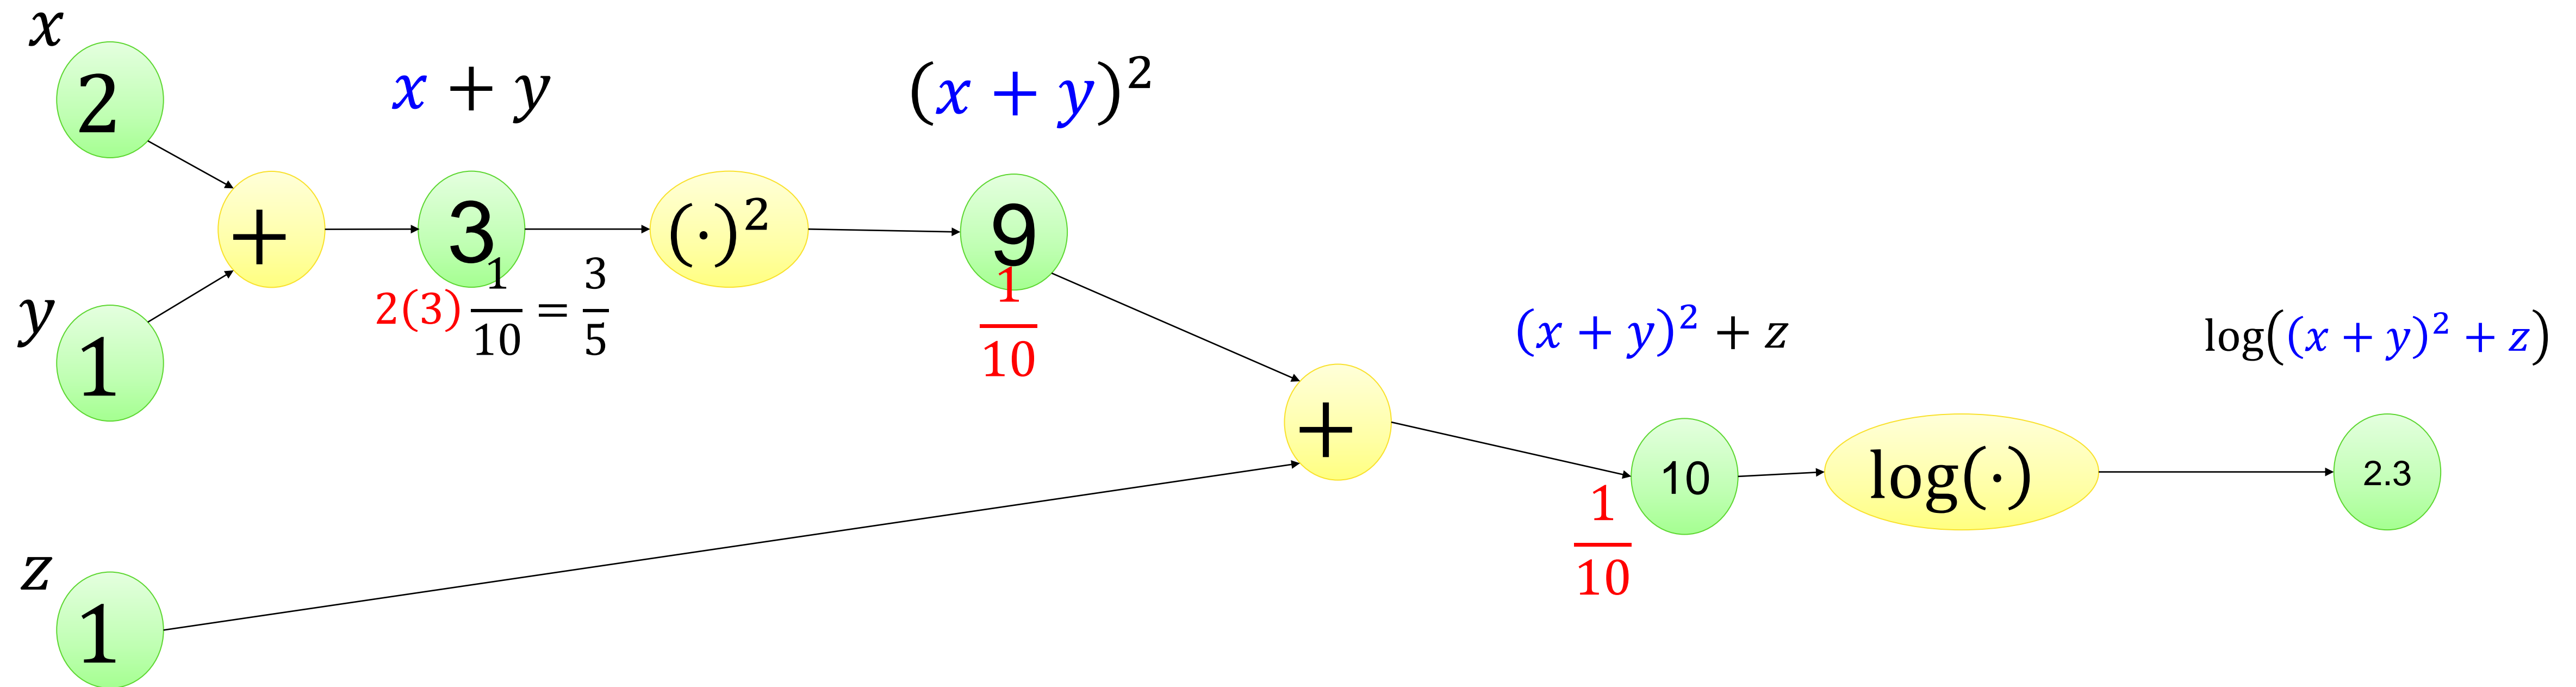 x
2
x + y
(x + y)²
+
3
(·)²
9
2(3) 1/10 = 3/5
1/10
y
1
(x + y)² + z
log((x + y)² + z)
+
10
log(·)
2.3
1/10
z
1